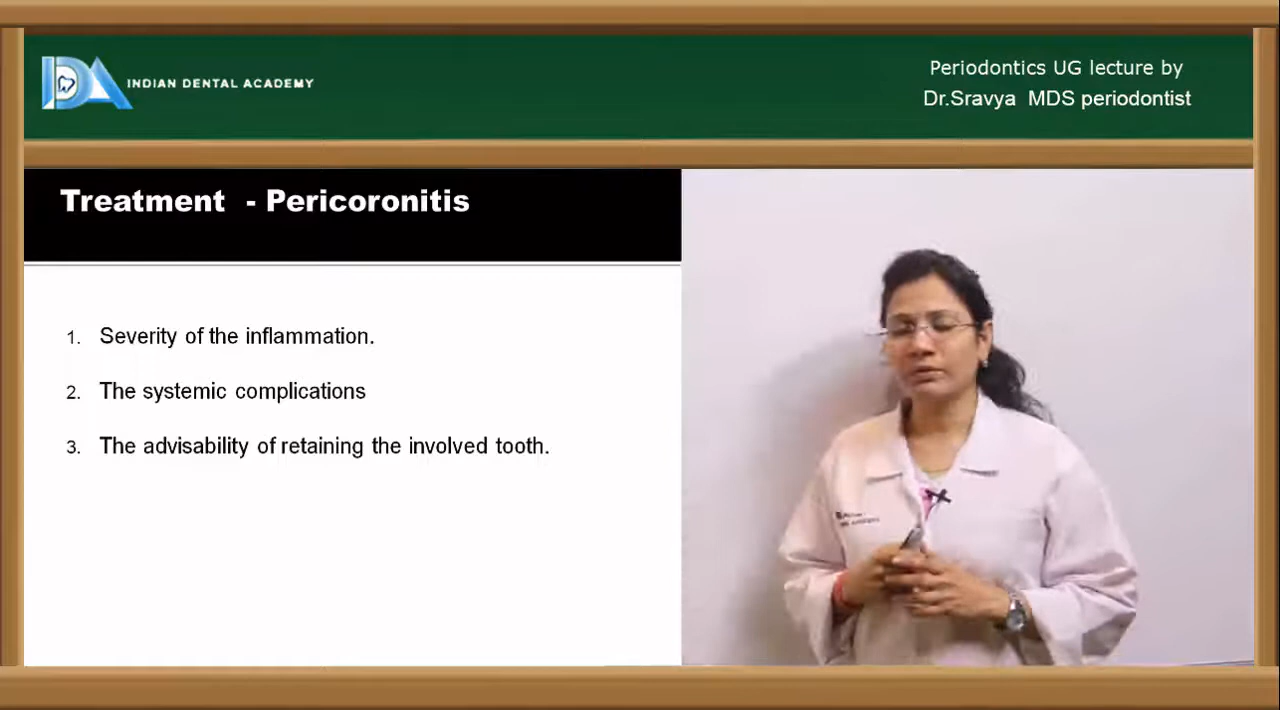 INDIAN DENTAL ACADEMY
Periodontics UG lecture by
Dr.Sravya MDS periodontist
Treatment - Pericoronitis
1. Severity of the inflammation.
2. The systemic complications
3. The advisability of retaining the involved tooth.